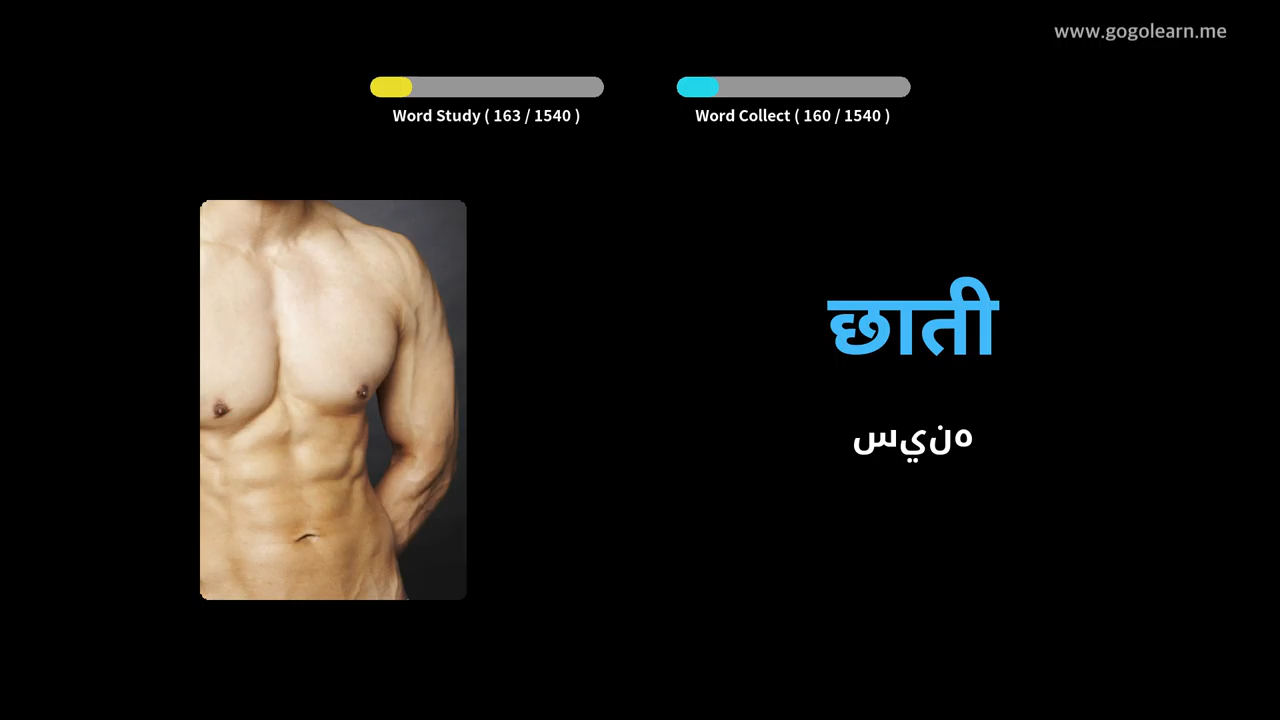 www.gogolearn.me
Word Study ( 163 / 1540 )
Word Collect ( 160 / 1540 )
छाती
سينه